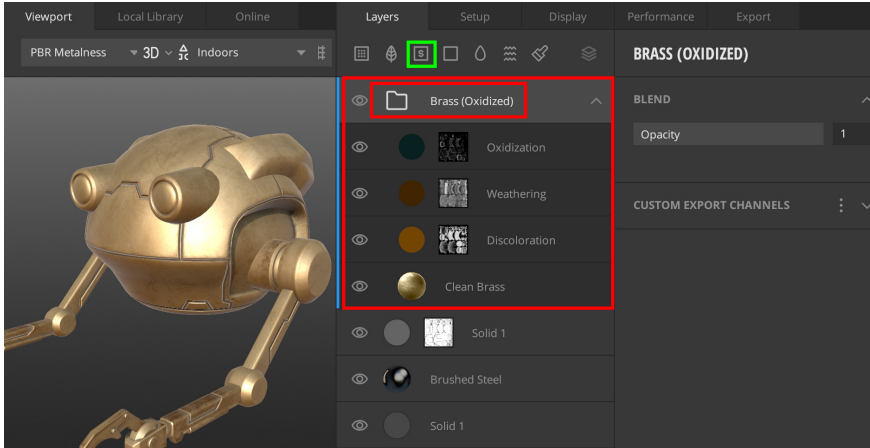 Viewport Local Library Online Layers Setup Display Performance Export
PBR Metalness 3D Indoors S BRASS (OXIDIZED)
Brass (Oxidized) BLEND
Opacity 1
Oxidization
Weathering
CUSTOM EXPORT CHANNELS
Discoloration
Clean Brass
Solid 1
Brushed Steel
Solid 1